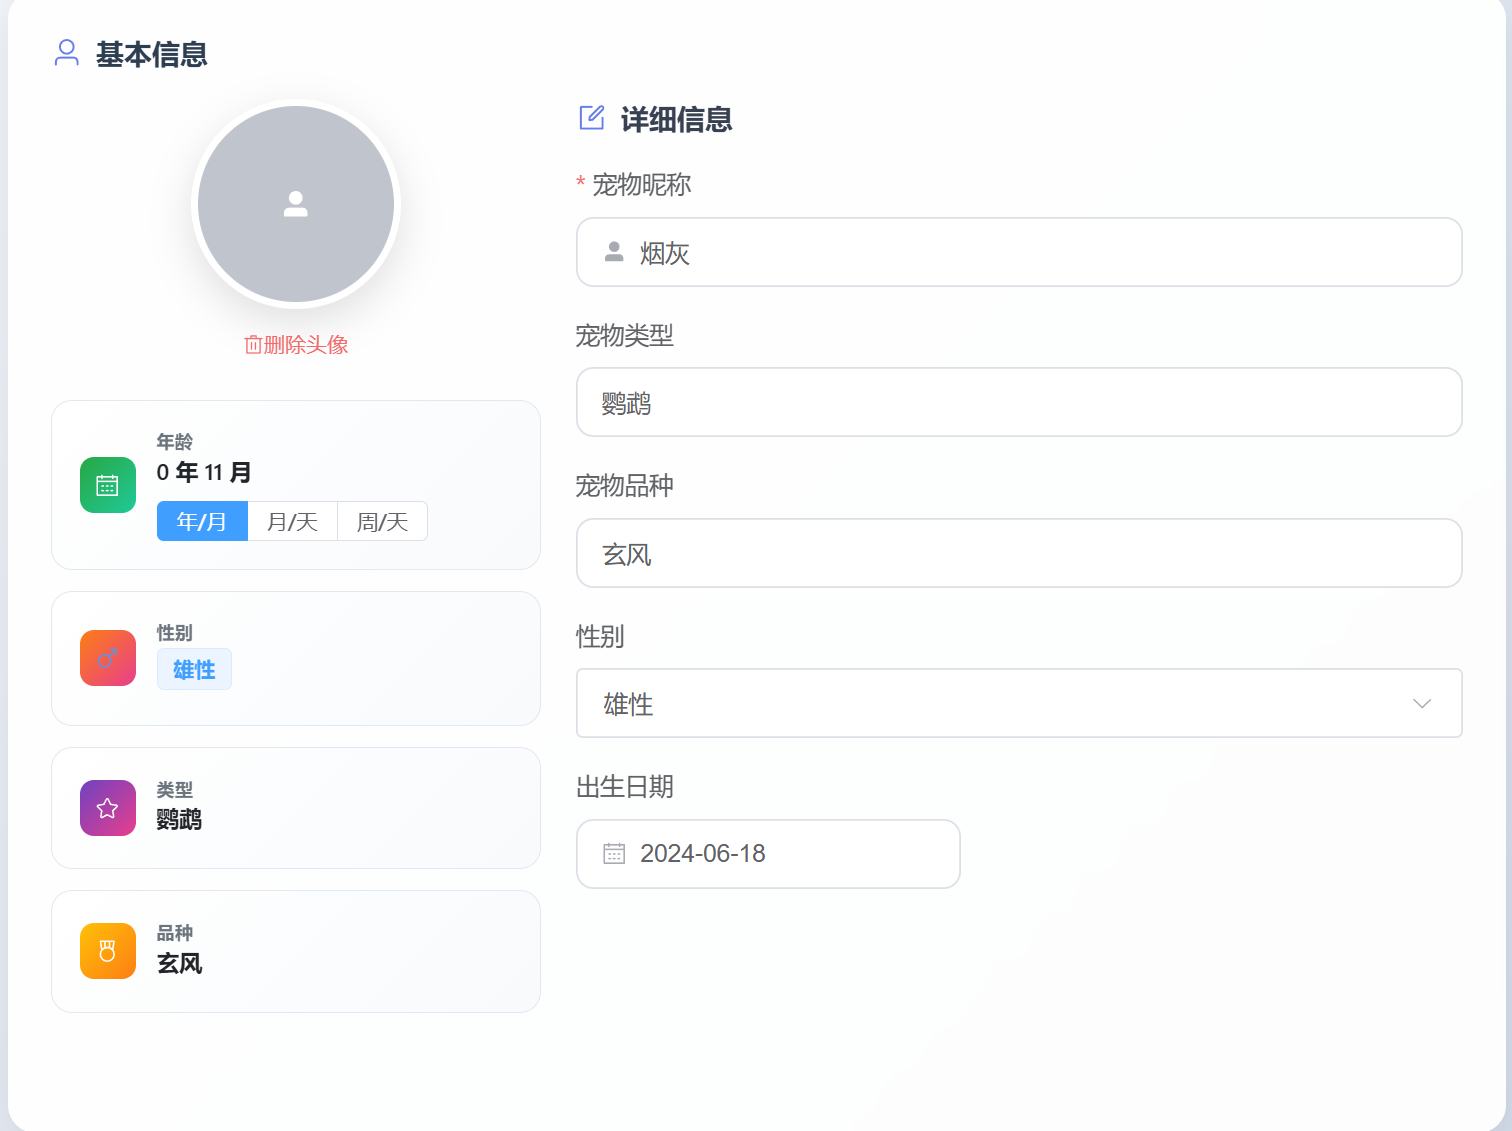 基本信息
删除头像
年龄
0 年 11 月
年/月 月/天 周/天
性别
雄性
类型
鹦鹉
品种
玄风
详细信息
* 宠物昵称
烟灰
宠物类型
鹦鹉
宠物品种
玄风
性别
雄性
出生日期
2024-06-18